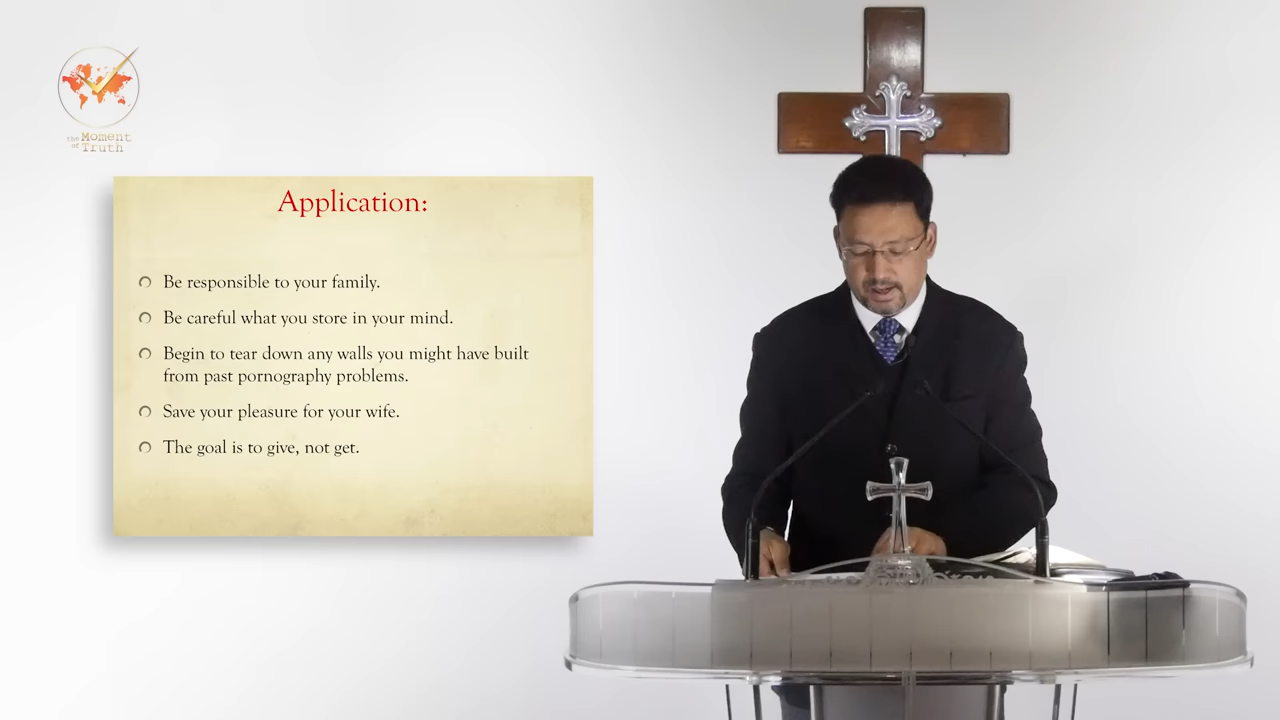 the Moment
of Truth
Application:
Be responsible to your family.
Be careful what you store in your mind.
Begin to tear down any walls you might have built
from past pornography problems.
Save your pleasure for your wife.
The goal is to give, not get.